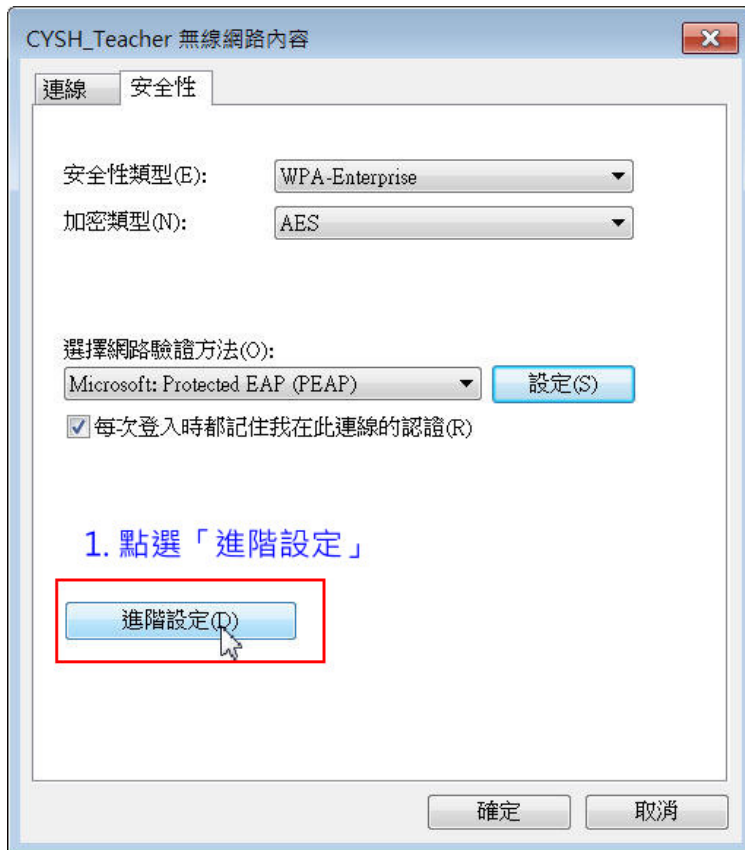 CYSH_Teacher 無線網路內容
連線 安全性
安全性類型(E): WPA-Enterprise
加密類型(N): AES
選擇網路驗證方法(O):
Microsoft: Protected EAP (PEAP) 設定(S)
每次登入時都記住我在此連線的認證(R)
1. 點選「進階設定」
進階設定(D)
確定 取消